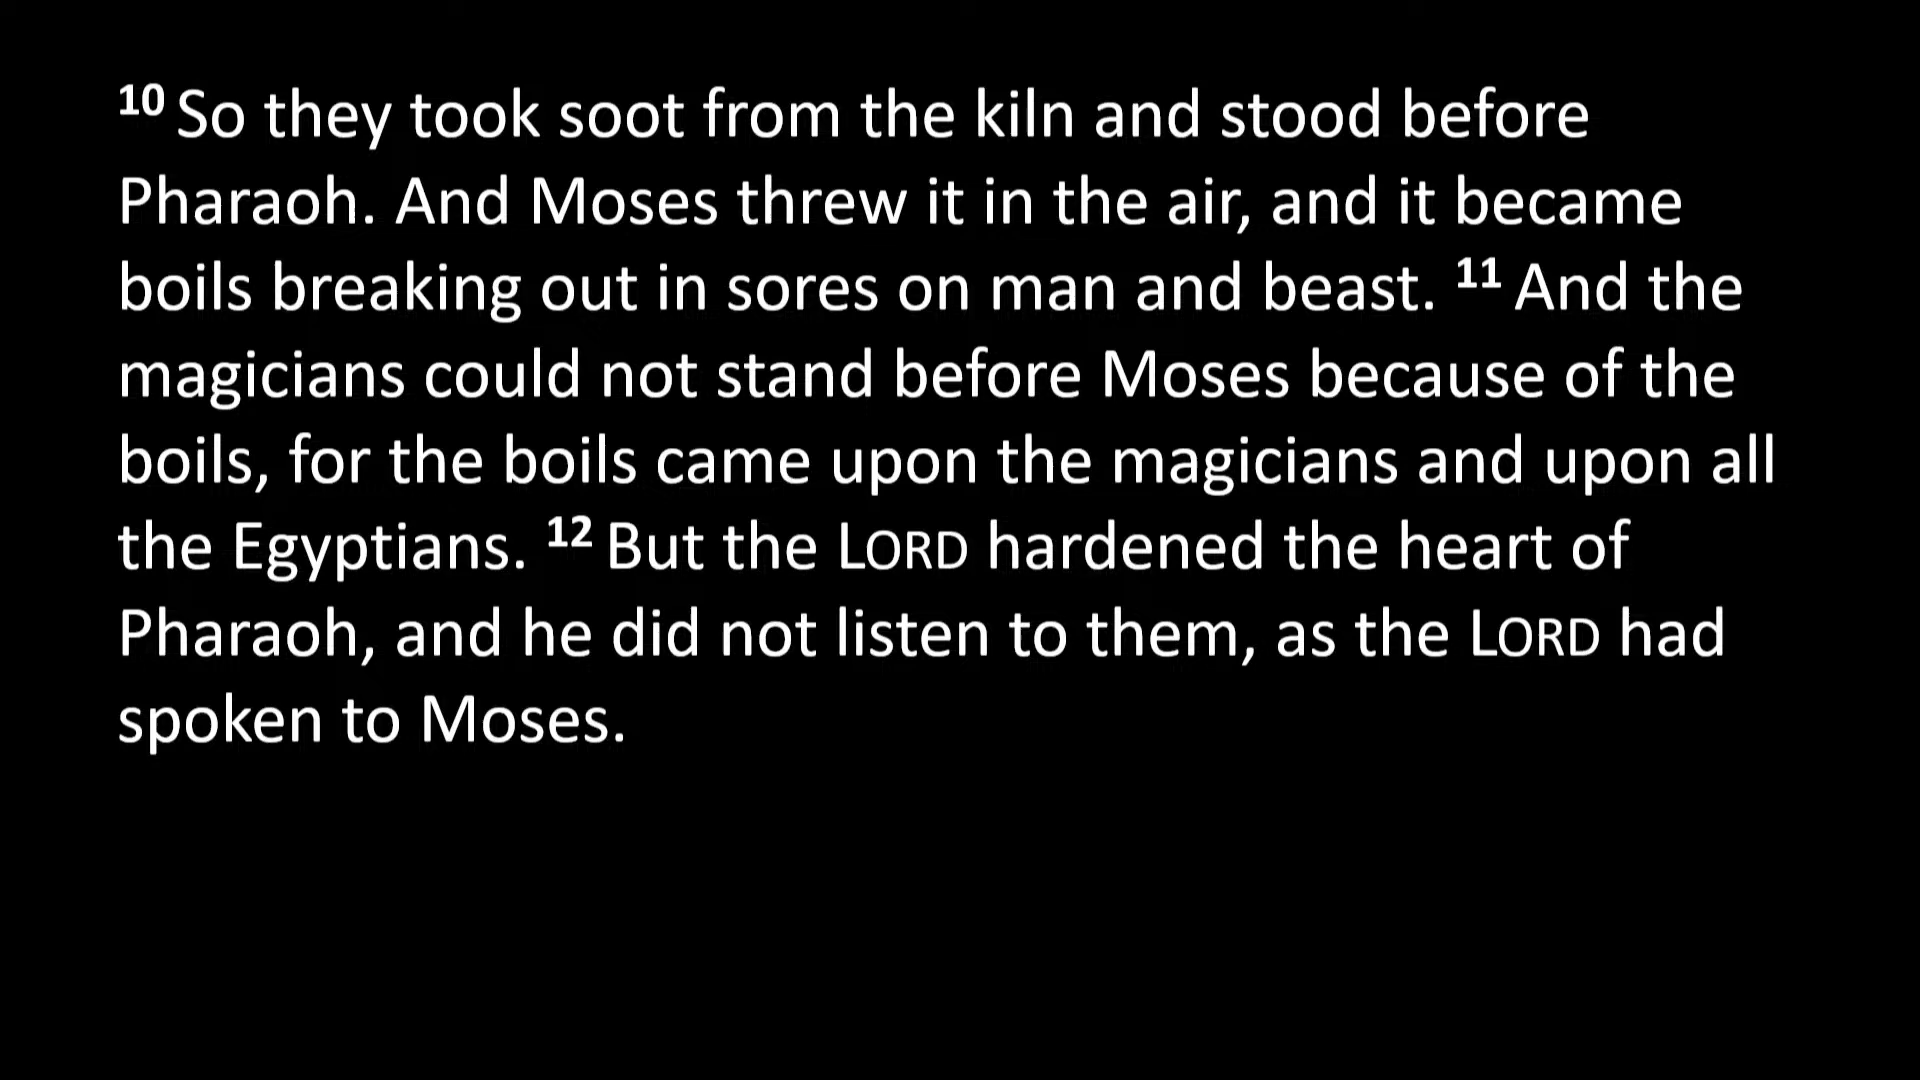 10 So they took soot from the kiln and stood before
Pharaoh. And Moses threw it in the air, and it became
boils breaking out in sores on man and beast. 11 And the
magicians could not stand before Moses because of the
boils, for the boils came upon the magicians and upon all
the Egyptians. 12 But the LORD hardened the heart of
Pharaoh, and he did not listen to them, as the LORD had
spoken to Moses.